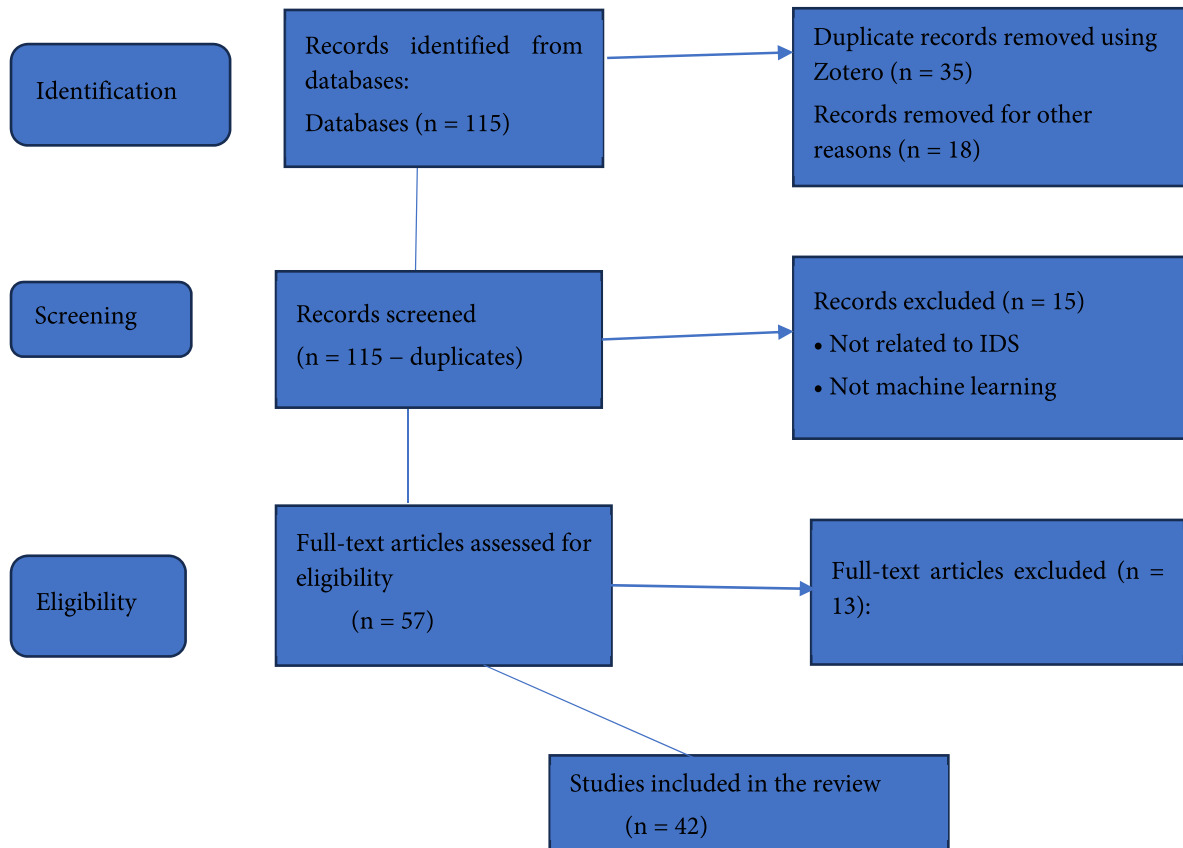 Identification
Records identified from
databases:
Databases (n = 115)
Duplicate records removed using
Zotero (n = 35)
Records removed for other
reasons (n = 18)
Screening
Records screened
(n = 115 − duplicates)
Records excluded (n = 15)
• Not related to IDS
• Not machine learning
Eligibility
Full-text articles assessed for
eligibility
(n = 57)
Full-text articles excluded (n =
13):
Studies included in the review
(n = 42)